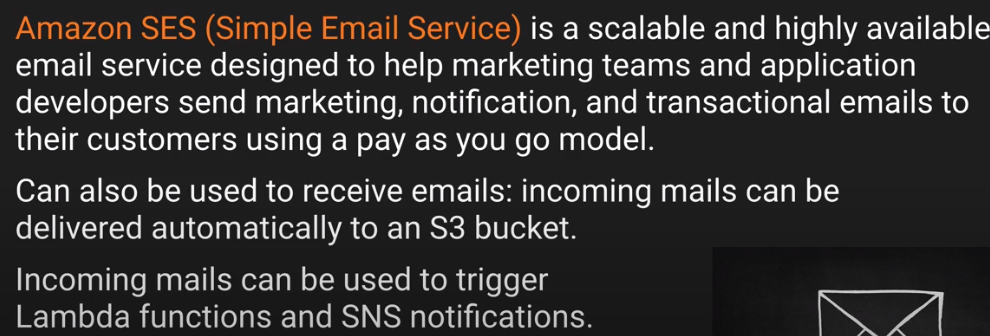 Amazon SES (Simple Email Service) is a scalable and highly available
email service designed to help marketing teams and application
developers send marketing, notification, and transactional emails to
their customers using a pay as you go model.
Can also be used to receive emails: incoming mails can be
delivered automatically to an S3 bucket.
Incoming mails can be used to trigger
Lambda functions and SNS notifications.